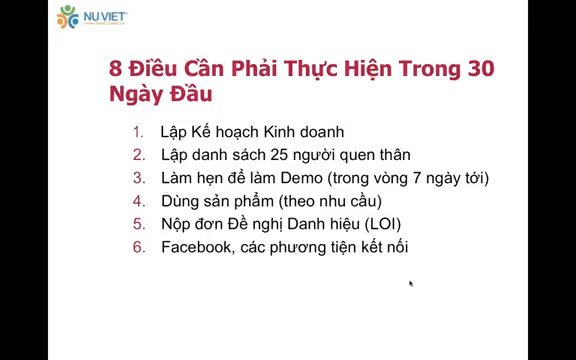 NU VIET
8 Điều Cần Phải Thực Hiện Trong 30
Ngày Đầu
1. Lập Kế hoạch Kinh doanh
2. Lập danh sách 25 người quen thân
3. Làm hẹn để làm Demo (trong vòng 7 ngày tới)
4. Dùng sản phẩm (theo nhu cầu)
5. Nộp đơn Đề nghị Danh hiệu (LOI)
6. Facebook, các phương tiện kết nối